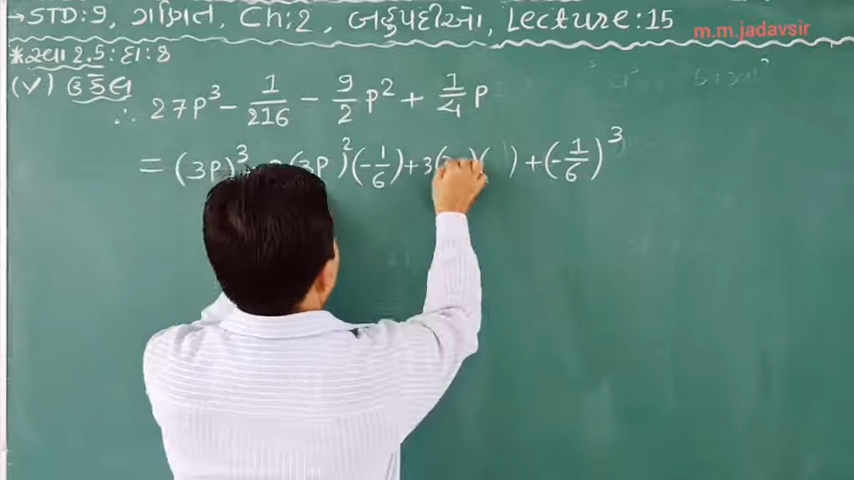 →STD:9, ગણિત, Ch:2, બહુપદીઓ, Lecture:15
m.m.jadavsir
*સ્વા 2.5:દા:8
(v) ઉકેલ
∴ 27p³ - 1/216 - 9/2 p² + 1/4 p
= (3p)³ (3p)²(-1/6)+3( )( )+(-1/6)³